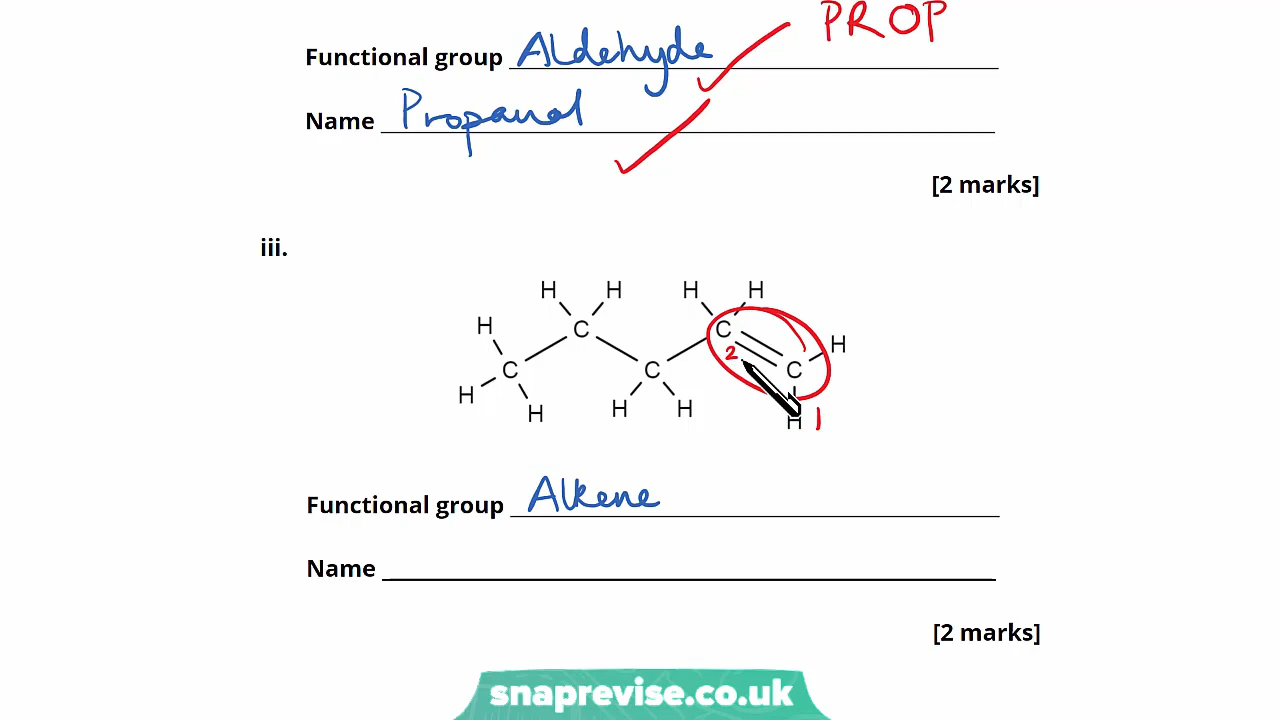 PROP
Functional group Aldehyde
Name Propanal
[2 marks]
iii.
H H H H
H C C H
C C C
H 2
H H H H 1
Functional group Alkene
Name
[2 marks]
snaprevise.co.uk